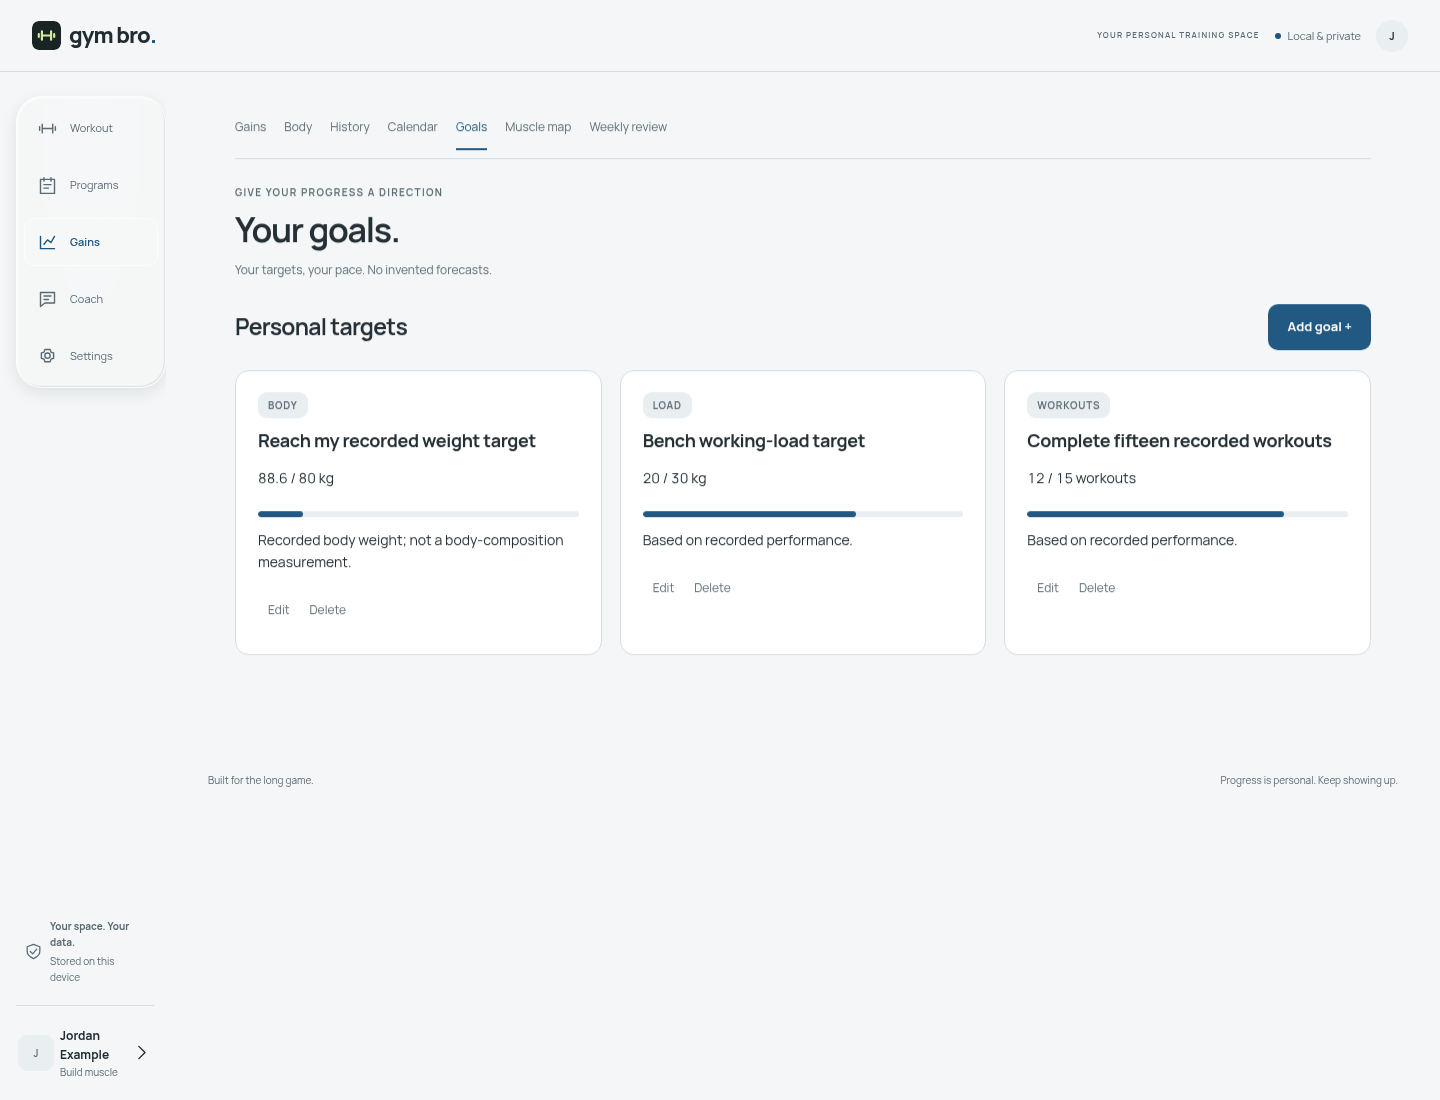 gym bro.
YOUR PERSONAL TRAINING SPACE
Local & private
J
Workout
Programs
Gains
Coach
Settings
Gains
Body
History
Calendar
Goals
Muscle map
Weekly review
GIVE YOUR PROGRESS A DIRECTION
Your goals.
Your targets, your pace. No invented forecasts.
Personal targets
Add goal +
BODY
Reach my recorded weight target
88.6 / 80 kg
Recorded body weight; not a body-composition
measurement.
Edit
Delete
LOAD
Bench working-load target
20 / 30 kg
Based on recorded performance.
Edit
Delete
WORKOUTS
Complete fifteen recorded workouts
12 / 15 workouts
Based on recorded performance.
Edit
Delete
Built for the long game.
Progress is personal. Keep showing up.
Your space. Your
data.
Stored on this
device
J
Jordan
Example
Build muscle